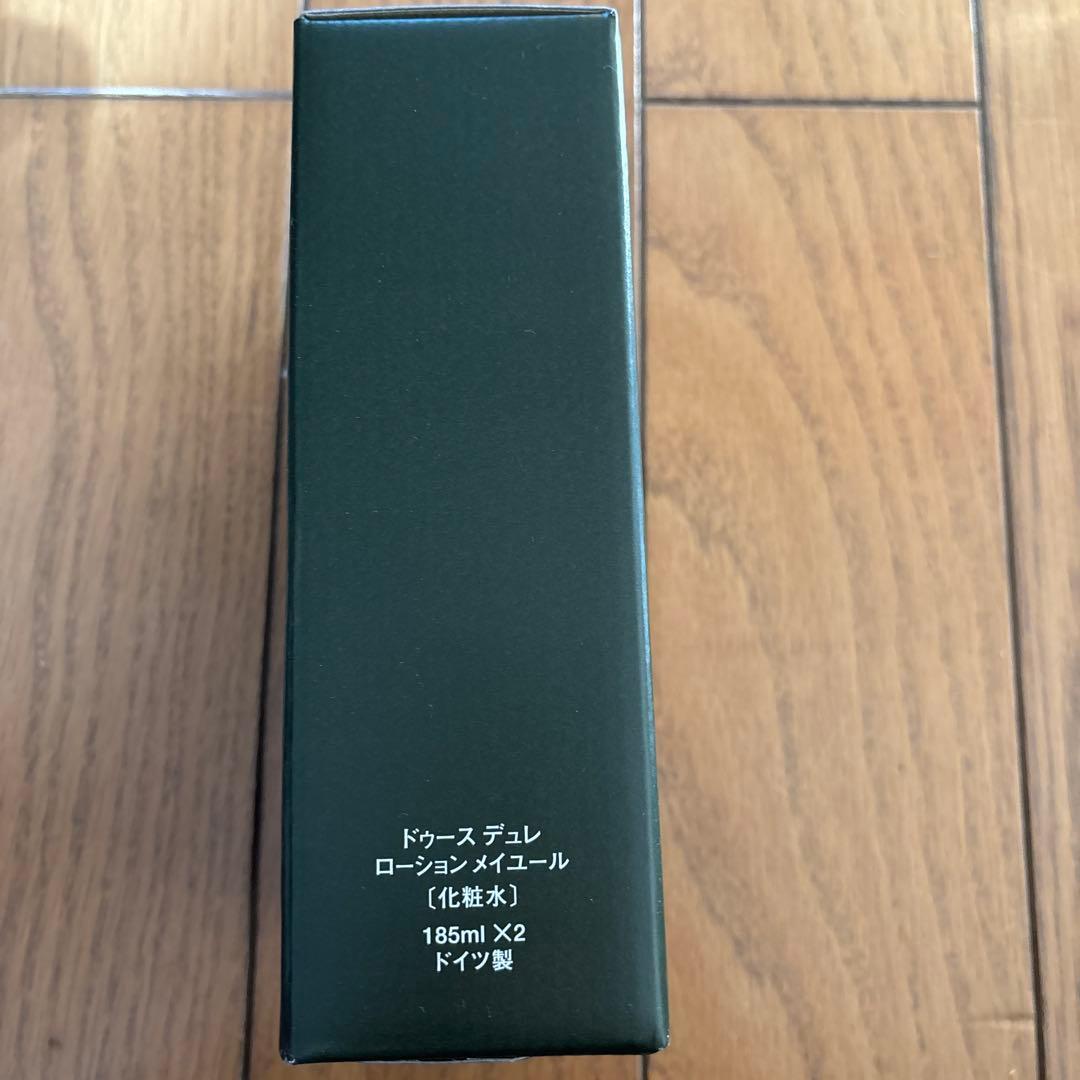 ドゥース デュレ
ローション メイユール
〔化粧水〕
185ml ×2
ドイツ製